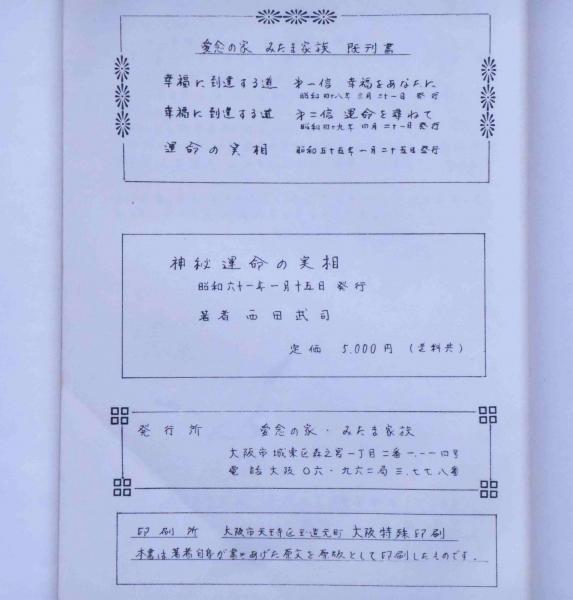 愛念の家 みたま家族 既刊書
幸福に到達する道 才一信 幸福をあなたに
昭和四十八年三月二十一日 発行
幸福に到達する道 才二信 運命を尋ねて
昭和四十九年四月二十一日 発行
運命の実相 昭和五十五年一月二十五日発行
神秘運命の実相
昭和六十一年一月十五日 発行
著者 西田武司
定価 5.000円 (送料共)
発行所 愛念の家・みたま家族
大阪市城東区森之宮一丁目二番一.一一四号
電話大阪〇六・九六二局三.七七八番
印刷所 大阪市天王寺区生玉元町 大阪特殊印刷
本書は著者自身が書きあげた原文を原版として印刷したものです.